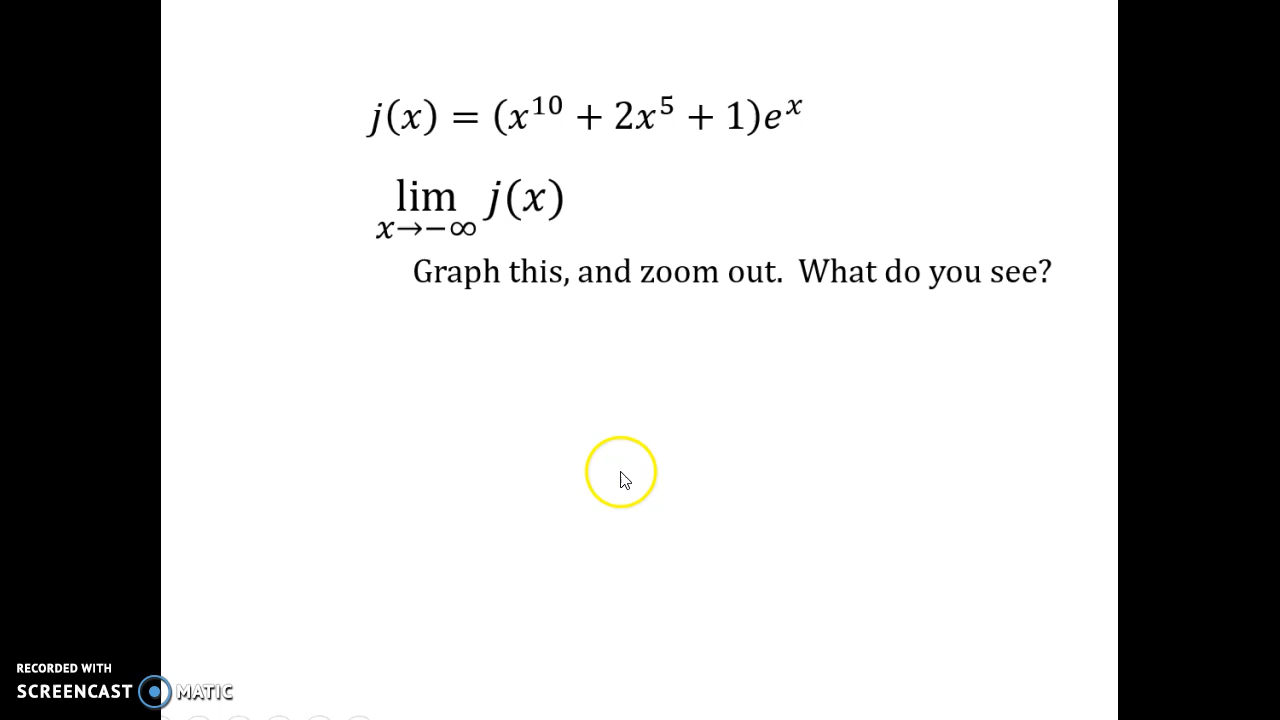 j(x) = (x¹⁰ + 2x⁵ + 1)eˣ
lim j(x)
x→−∞
Graph this, and zoom out. What do you see?
RECORDED WITH
SCREENCAST MATIC